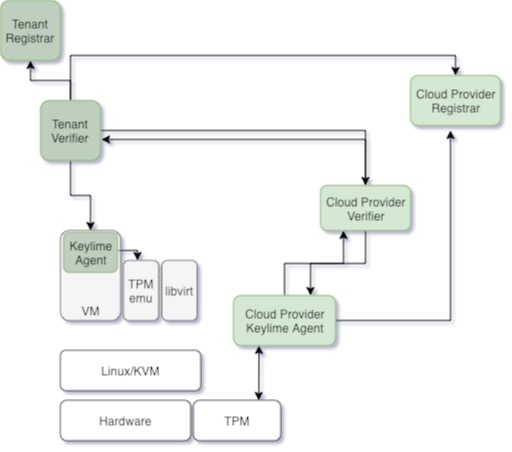 Tenant
Registrar
Cloud Provider
Registrar
Tenant
Verifier
Cloud Provider
Verifier
Keylime
Agent
VM
TPM
emu
libvirt
Cloud Provider
Keylime Agent
Linux/KVM
Hardware
TPM